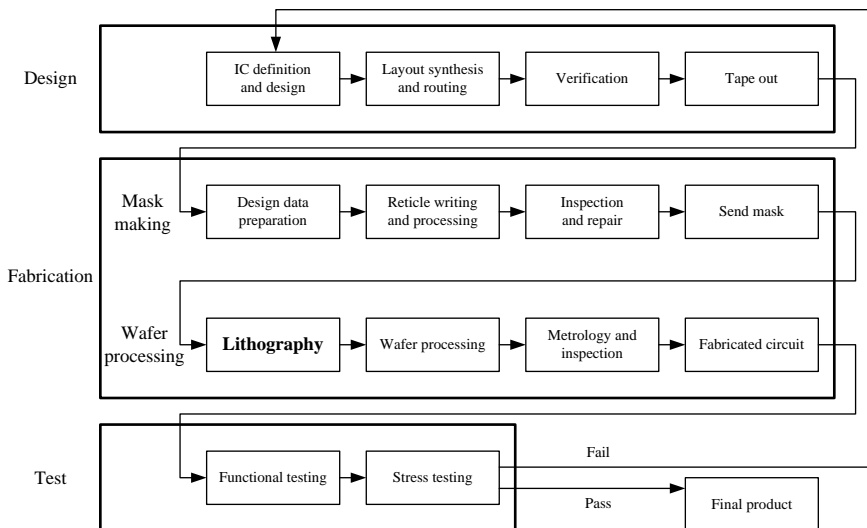 Design
IC definition
and design
Layout synthesis
and routing
Verification
Tape out
Fabrication
Mask
making
Design data
preparation
Reticle writing
and processing
Inspection
and repair
Send mask
Wafer
processing
Lithography
Wafer processing
Metrology and
inspection
Fabricated circuit
Test
Functional testing
Stress testing
Fail
Pass
Final product